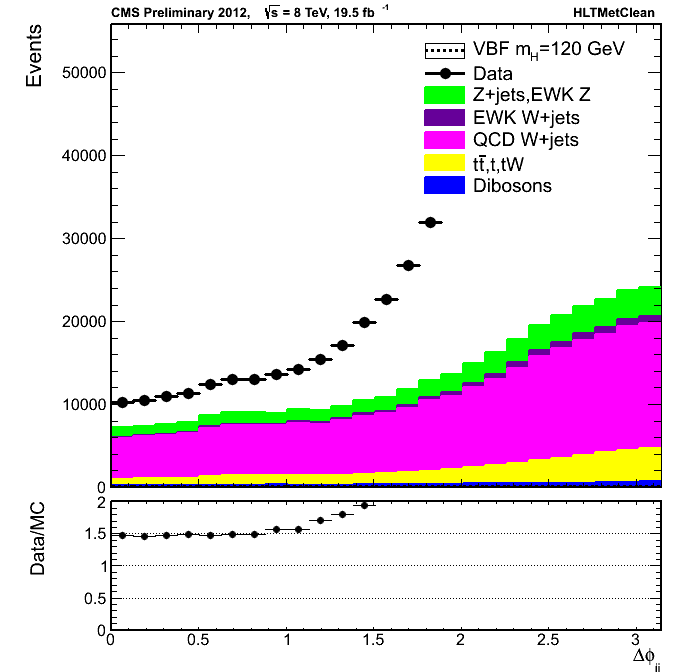 CMS Preliminary 2012, √s = 8 TeV, 19.5 fb⁻¹ HLTMetClean
Events
50000
40000
30000
20000
10000
0
VBF m_H=120 GeV
Data
Z+jets,EWK Z
EWK W+jets
QCD W+jets
tt̄,t,tW
Dibosons
Data/MC
2
1.5
1
0.5
0
0 0.5 1 1.5 2 2.5 3
Δϕ_jj